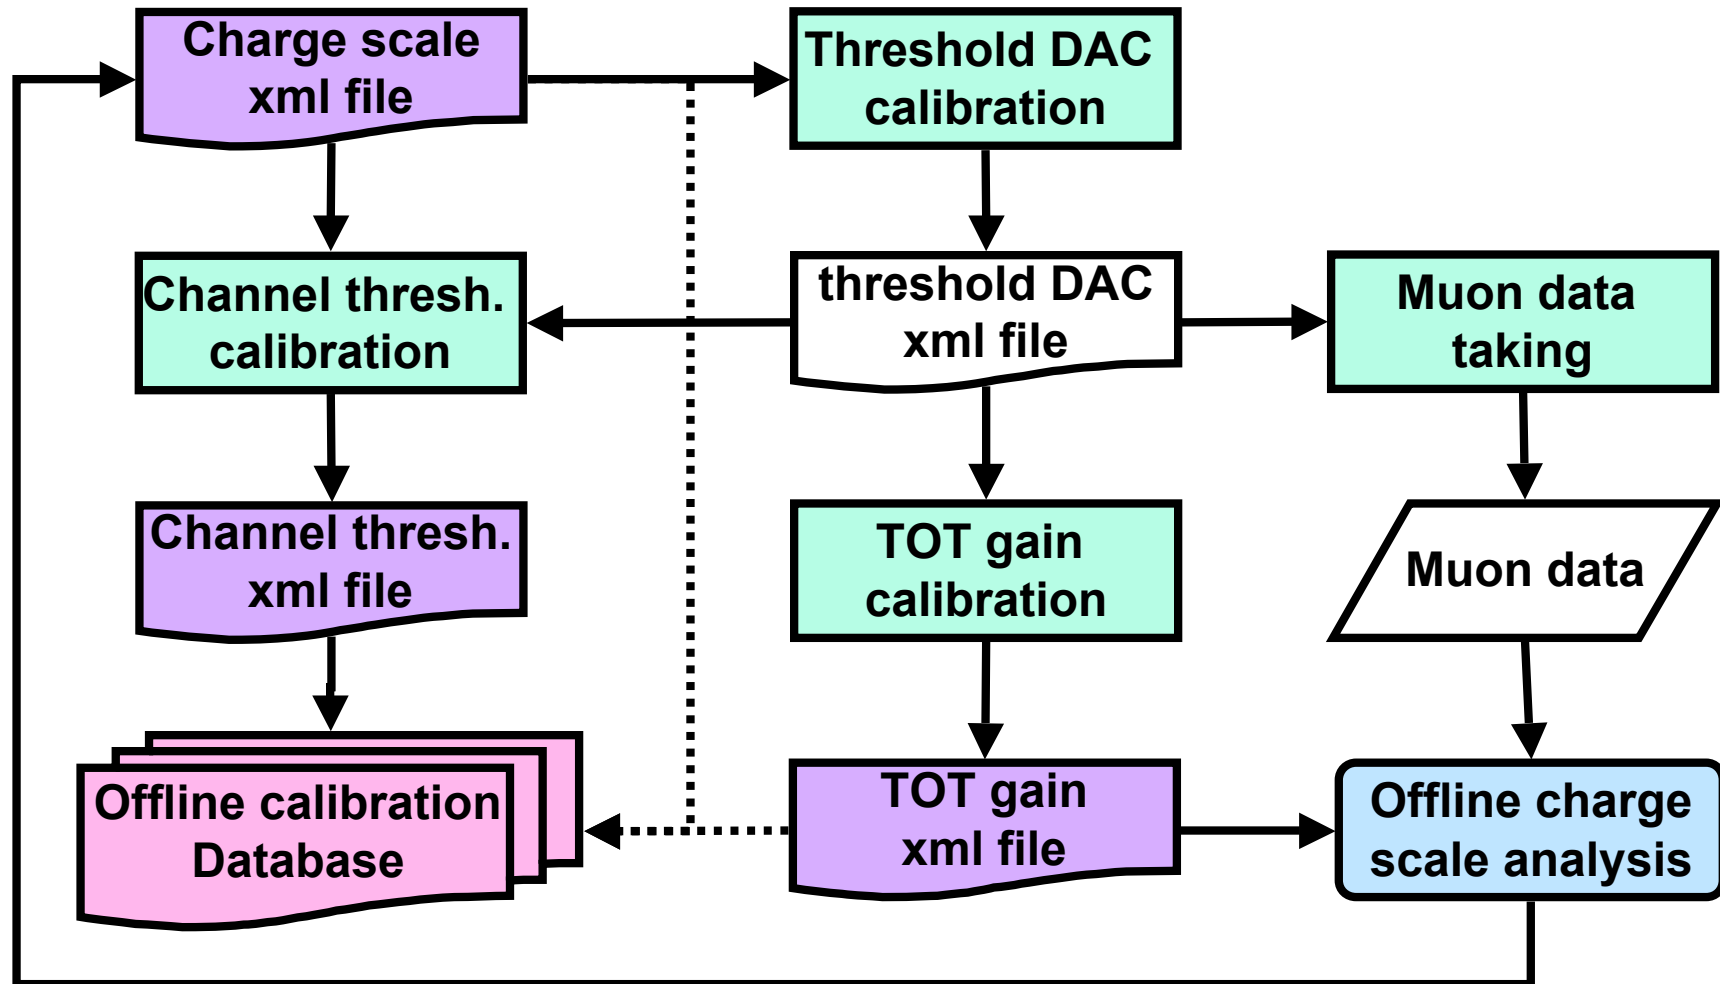 Charge scale
xml file
Threshold DAC
calibration
Channel thresh.
calibration
threshold DAC
xml file
Muon data
taking
Channel thresh.
xml file
TOT gain
calibration
Muon data
Offline calibration
Database
TOT gain
xml file
Offline charge
scale analysis